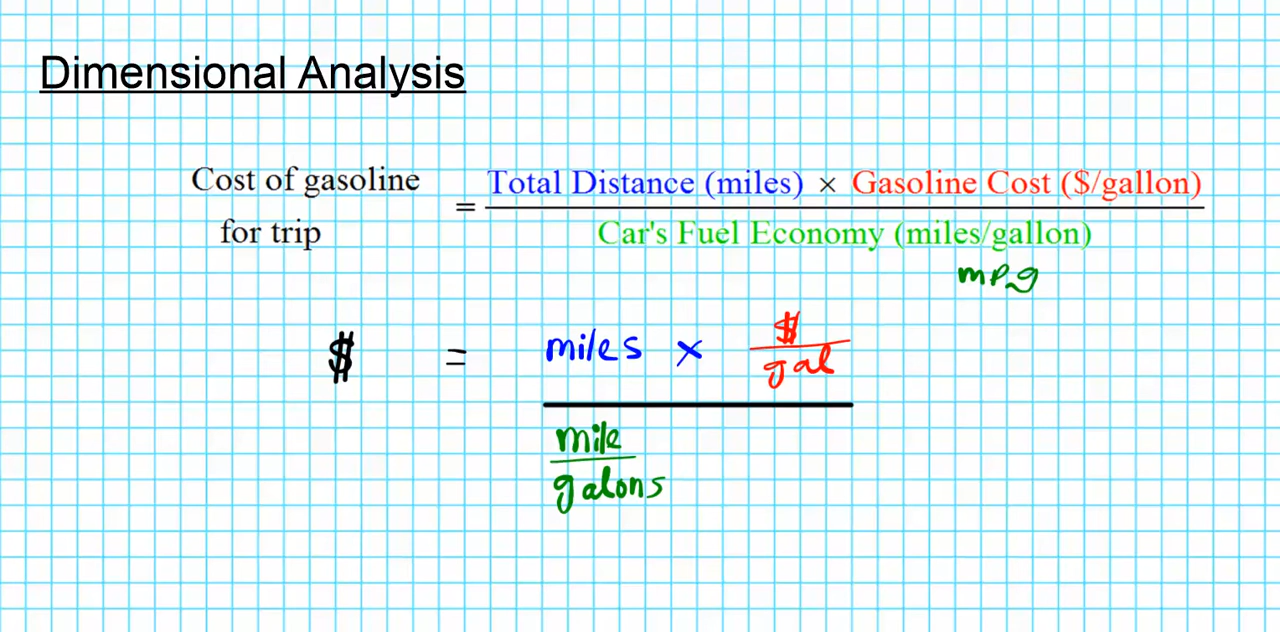 Dimensional Analysis
Cost of gasoline
for trip
= Total Distance (miles) × Gasoline Cost ($/gallon)
Car's Fuel Economy (miles/gallon)
mpg
$ = miles × $
gal
mile
galons